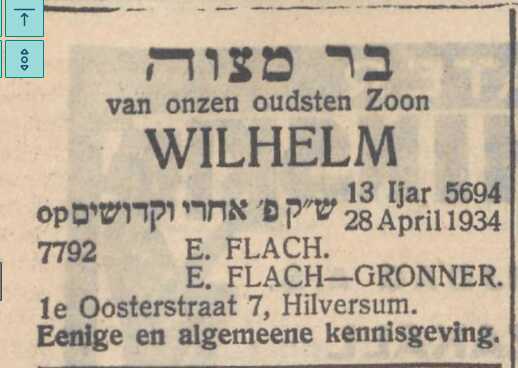 בר מצוה
van onzen oudsten Zoon
WILHELM
op ש״ק פ׳ אחרי וקדושים 13 Ijar 5694
28 April 1934
7792 E. FLACH.
E. FLACH—GRONNER.
1e Oosterstraat 7, Hilversum.
Eenige en algemeene kennisgeving.